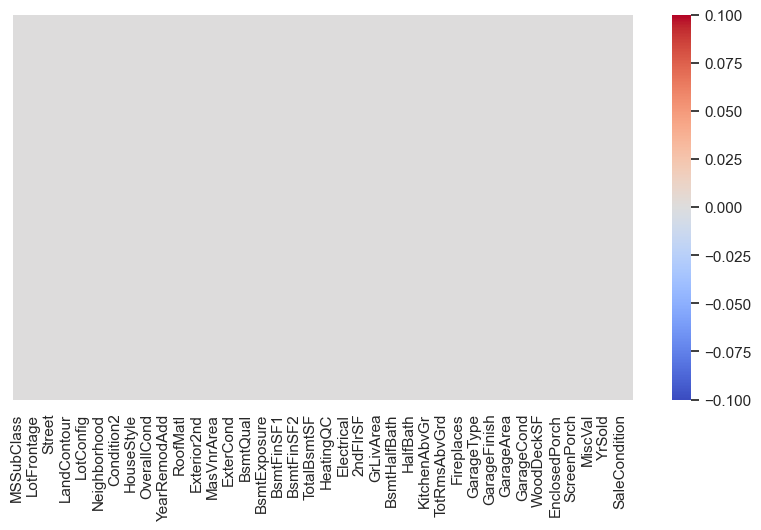 0.100
0.075
0.050
0.025
0.000
−0.025
−0.050
−0.075
−0.100
MSSubClass
LotFrontage
Street
LandContour
LotConfig
Neighborhood
Condition2
HouseStyle
OverallCond
YearRemodAdd
RoofMatl
Exterior2nd
MasVnrArea
ExterCond
BsmtQual
BsmtExposure
BsmtFinSF1
BsmtFinSF2
TotalBsmtSF
HeatingQC
Electrical
2ndFlrSF
GrLivArea
BsmtHalfBath
HalfBath
KitchenAbvGr
TotRmsAbvGrd
Fireplaces
GarageType
GarageFinish
GarageArea
GarageCond
WoodDeckSF
EnclosedPorch
ScreenPorch
MiscVal
YrSold
SaleCondition